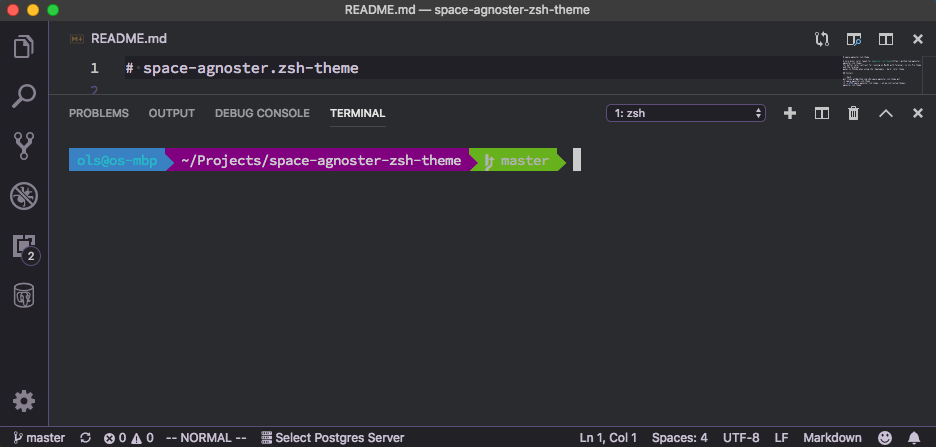 README.md — space-agnoster-zsh-theme
README.md
1 # space-agnoster.zsh-theme
2
PROBLEMS OUTPUT DEBUG CONSOLE TERMINAL 1: zsh
ols@os-mbp ~/Projects/space-agnoster-zsh-theme master
2
master 0 0 -- NORMAL -- Select Postgres Server Ln 1, Col 1 Spaces: 4 UTF-8 LF Markdown